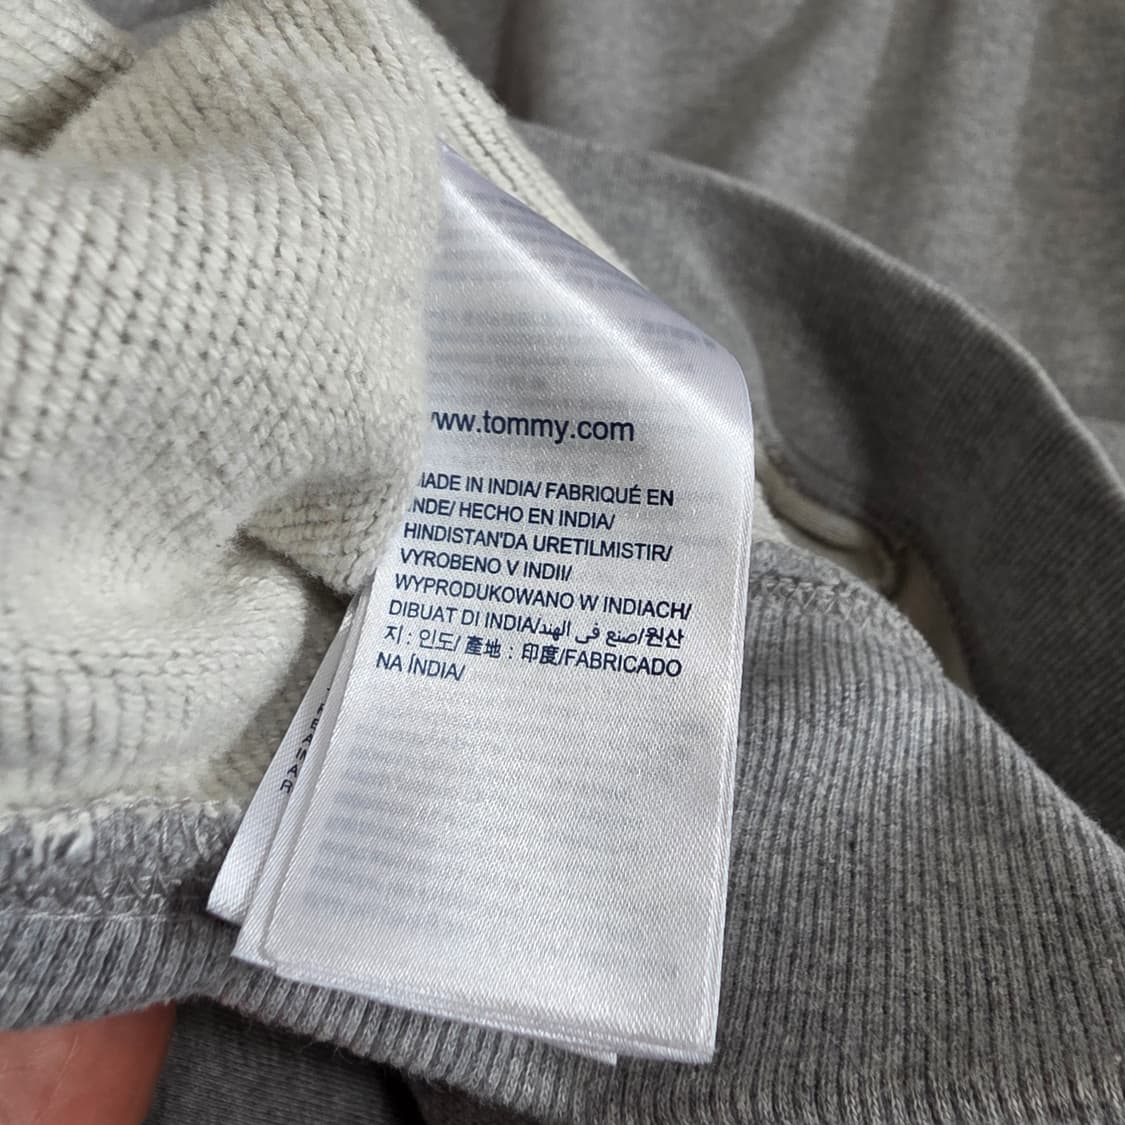 www.tommy.com
MADE IN INDIA/ FABRIQUÉ EN
INDE/ HECHO EN INDIA/
HINDISTAN'DA URETILMISTIR/
VYROBENO V INDII/
WYPRODUKOWANO W INDIACH/
DIBUAT DI INDIA/صنع في الهند/원산
지 : 인도/ 產地 : 印度/FABRICADO
NA ÍNDIA/